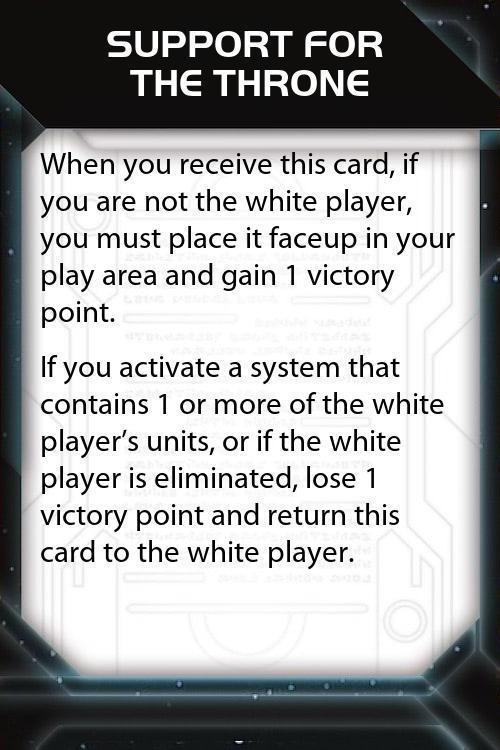 SUPPORT FOR
THE THRONE
When you receive this card, if
you are not the white player,
you must place it faceup in your
play area and gain 1 victory
point.
If you activate a system that
contains 1 or more of the white
player’s units, or if the white
player is eliminated, lose 1
victory point and return this
card to the white player.